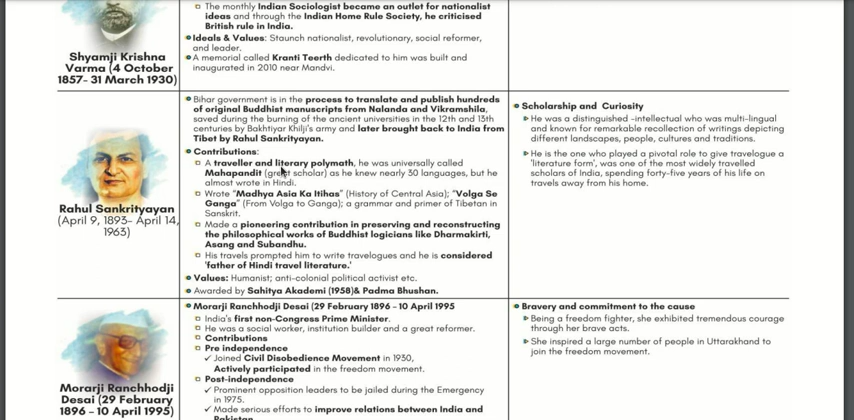 The monthly Indian Sociologist became an outlet for nationalist
ideas and through the Indian Home Rule Society, he criticised
British rule in India.
Ideals & Values: Staunch nationalist, revolutionary, social reformer,
and leader.
A memorial called Kranti Teerth dedicated to him was built and
inaugurated in 2010 near Mandvi.
Shyamji Krishna
Varma (4 October
1857- 31 March 1930)
Rahul Sankrityayan
(April 9, 1893- April 14,
1963)
Bihar government is in the process to translate and publish hundreds
of original Buddhist manuscripts from Nalanda and Vikramshila,
saved during the burning of the ancient universities in the 12th and 13th
centuries by Bakhtiyar Khilji's army and later brought back to India from
Tibet by Rahul Sankrityayan.
Contributions:
A traveller and literary polymath, he was universally called
Mahapandit (great scholar) as he knew nearly 30 languages, but he
almost wrote in Hindi.
Wrote "Madhya Asia Ka Itihas" (History of Central Asia); "Volga Se
Ganga" (From Volga to Ganga); a grammar and primer of Tibetan in
Sanskrit.
Made a pioneering contribution in preserving and reconstructing
the philosophical works of Buddhist logicians like Dharmakirti,
Asang and Subandhu.
His travels prompted him to write travelogues and he is considered
'father of Hindi travel literature.'
Values: Humanist; anti-colonial political activist etc.
Awarded by Sahitya Akademi (1958)& Padma Bhushan.
Scholarship and Curiosity
He was a distinguished -intellectual who was multi-lingual
and known for remarkable recollection of writings depicting
different landscapes, people, cultures and traditions.
He is the one who played a pivotal role to give travelogue a
'literature form', was one of the most widely travelled
scholars of India, spending forty-five years of his life on
travels away from his home.
Morarji Ranchhodji
Desai (29 February
1896 - 10 April 1995)
Morarji Ranchhodji Desai (29 February 1896 - 10 April 1995
India's first non-Congress Prime Minister.
He was a social worker, institution builder and a great reformer.
Contributions
Pre independence
Joined Civil Disobedience Movement in 1930,
Actively participated in the freedom movement.
Post-independence
Prominent opposition leaders to be jailed during the Emergency
in 1975.
Made serious efforts to improve relations between India and
Pakistan
Bravery and commitment to the cause
Being a freedom fighter, she exhibited tremendous courage
through her brave acts.
She inspired a large number of people in Uttarakhand to
join the freedom movement.